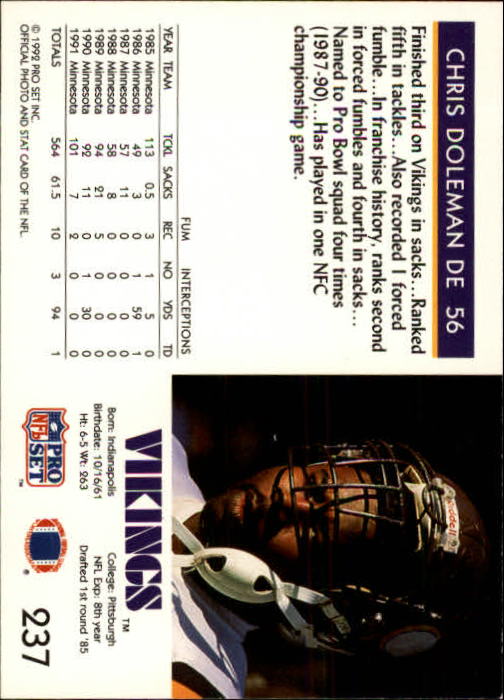 CHRIS DOLEMAN DE 56
Finished third on Vikings in sacks...Ranked
fifth in tackles...Also recorded 1 forced
fumble...In franchise history, ranks second
in forced fumbles and fourth in sacks...
Named to Pro Bowl squad four times
(1987-90)...Has played in one NFC
championship game.
FUM INTERCEPTIONS
YEAR TEAM TCKL SACKS REC NO YDS TD
1985 Minnesota 113 0.5 3 1 5 0
1986 Minnesota 49 3 0 1 59 1
1987 Minnesota 57 11 0 0 0 0
1988 Minnesota 58 8 0 0 0 0
1989 Minnesota 94 21 5 0 0 0
1990 Minnesota 92 11 0 1 30 0
1991 Minnesota 101 7 2 0 0 0
TOTALS 564 61.5 10 3 94 1
© 1992 PRO SET INC.
OFFICIAL PHOTO AND STAT CARD OF THE NFL
Riddell
VIKINGS™
Born: Indianapolis College: Pittsburgh
Birthdate: 10/16/61 NFL Exp: 8th year
Ht: 6-5 Wt: 263 Drafted 1st round '85
PRO
NFL
SET™
®
237